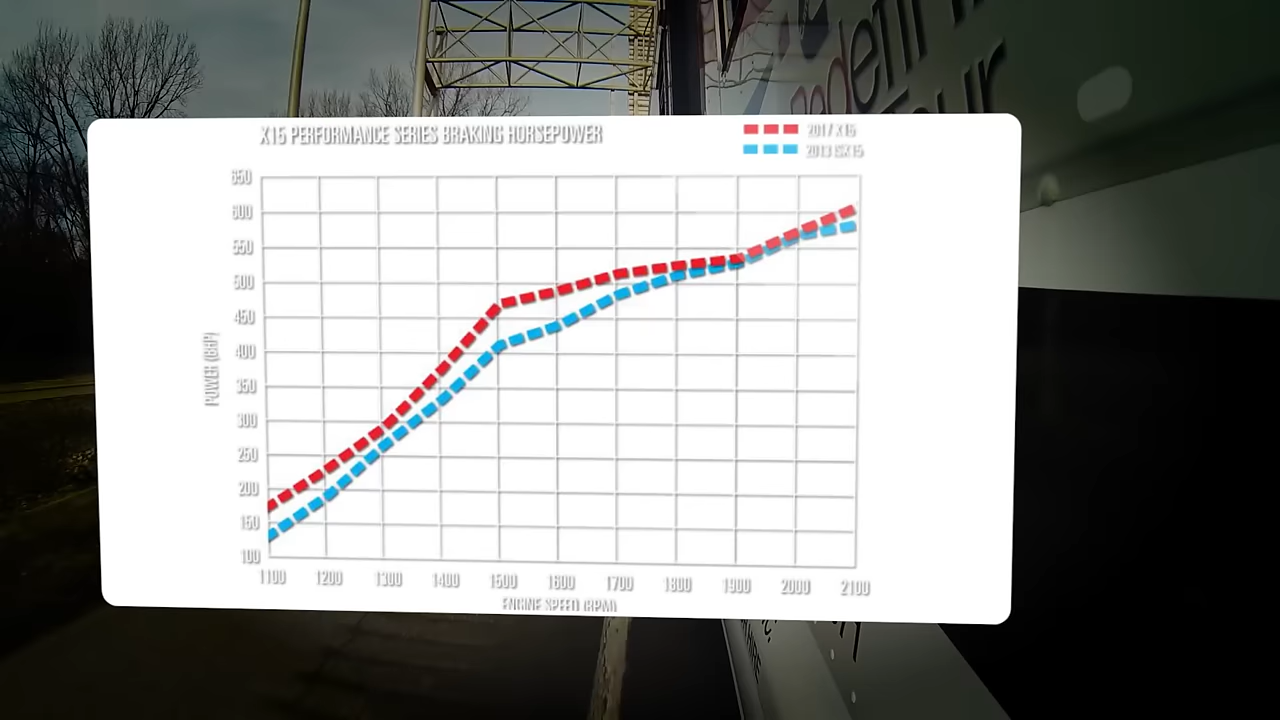 X15 PERFORMANCE SERIES BRAKING HORSEPOWER
2017 X15
2013 ISX15
650
600
550
500
450
400
350
300
250
200
150
100
POWER (BHP)
1100 1200 1300 1400 1500 1600 1700 1800 1900 2000 2100
ENGINE SPEED (RPM)